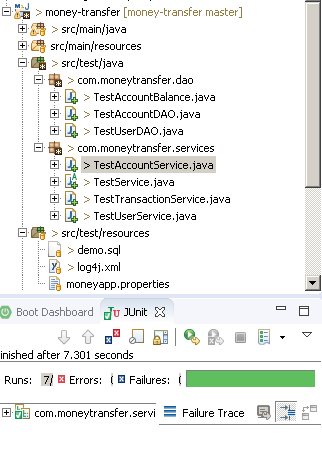 > money-transfer [money-transfer master]
> src/main/java
> src/main/resources
> src/test/java
> com.moneytransfer.dao
> TestAccountBalance.java
> TestAccountDAO.java
> TestUserDAO.java
> com.moneytransfer.services
> TestAccountService.java
> TestService.java
> TestTransactionService.java
> TestUserService.java
> src/test/resources
> demo.sql
> log4j.xml
moneyapp.properties
Boot Dashboard JUnit
inished after 7.301 seconds
Runs: 7/ Errors: ( Failures: (
com.moneytransfer.servi Failure Trace